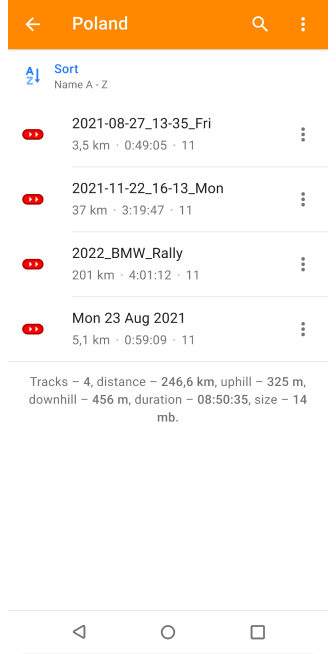 Poland
Sort
Name A - Z
2021-08-27_13-35_Fri
3,5 km · 0:49:05 · 11
2021-11-22_16-13_Mon
37 km · 3:19:47 · 11
2022_BMW_Rally
201 km · 4:01:12 · 11
Mon 23 Aug 2021
5,1 km · 0:59:09 · 11
Tracks – 4, distance – 246,6 km, uphill – 325 m,
downhill – 456 m, duration – 08:50:35, size – 14
mb.